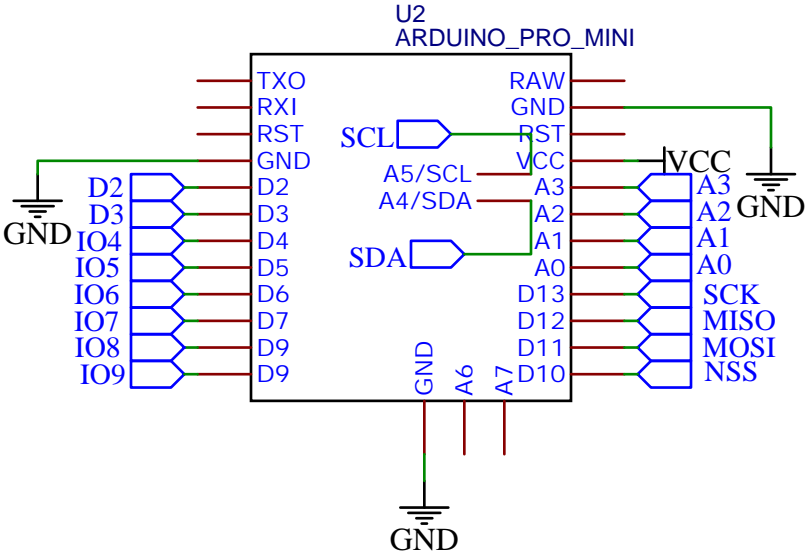 U2
ARDUINO_PRO_MINI
TXO
RXI
RST
GND
D2
D3
D4
D5
D6
D7
D9
D9
RAW
GND
RST
VCC
A3
A2
A1
A0
D13
D12
D11
D10
SCL
A5/SCL
A4/SDA
SDA
GND
A6
A7
GND
D2
D3
IO4
IO5
IO6
IO7
IO8
IO9
VCC
GND
A3
A2
A1
A0
SCK
MISO
MOSI
NSS
GND